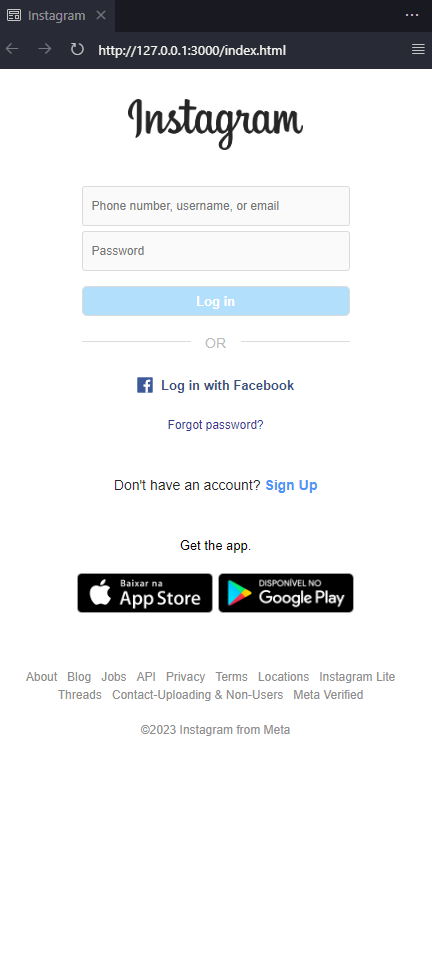 Instagram
http://127.0.0.1:3000/index.html
Instagram
Phone number, username, or email
Password
Log in
OR
Log in with Facebook
Forgot password?
Don't have an account? Sign Up
Get the app.
Baixar na
App Store
DISPONÍVEL NO
Google Play
About Blog Jobs API Privacy Terms Locations Instagram Lite
Threads Contact-Uploading & Non-Users Meta Verified
©2023 Instagram from Meta